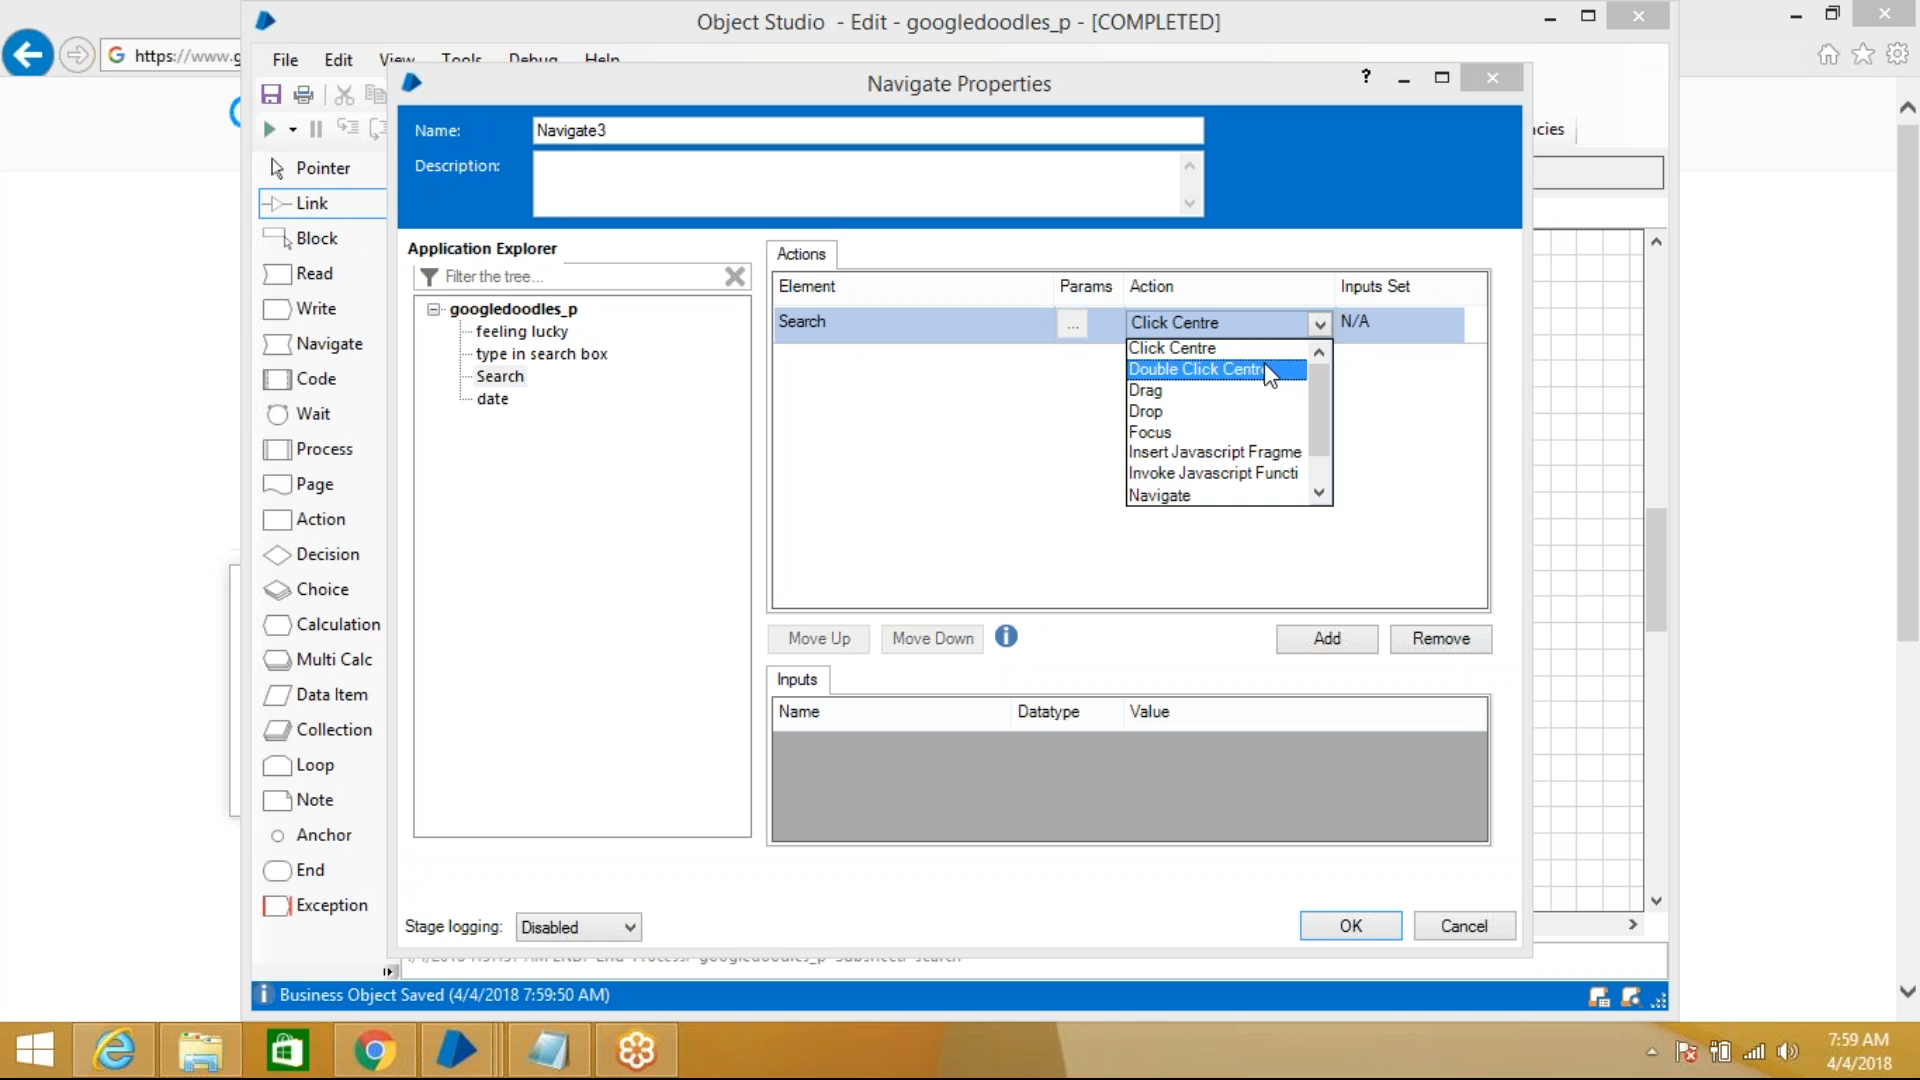 Object Studio - Edit - googledoodles_p - [COMPLETED]
https://www.g
File Edit View Tools Debug Help
Navigate Properties
?
Name:
Navigate3
Description:
cies
Pointer
Link
Block
Read
Write
Navigate
Code
Wait
Process
Page
Action
Decision
Choice
Calculation
Multi Calc
Data Item
Collection
Loop
Note
Anchor
End
Exception
Application Explorer
Filter the tree...
googledoodles_p
feeling lucky
type in search box
Search
date
Actions
Element Params Action Inputs Set
Search ... Click Centre N/A
Click Centre
Double Click Centre
Drag
Drop
Focus
Insert Javascript Fragme
Invoke Javascript Functi
Navigate
Move Up Move Down Add Remove
Inputs
Name Datatype Value
Stage logging: Disabled
OK Cancel
Business Object Saved (4/4/2018 7:59:50 AM)
7:59 AM
4/4/2018